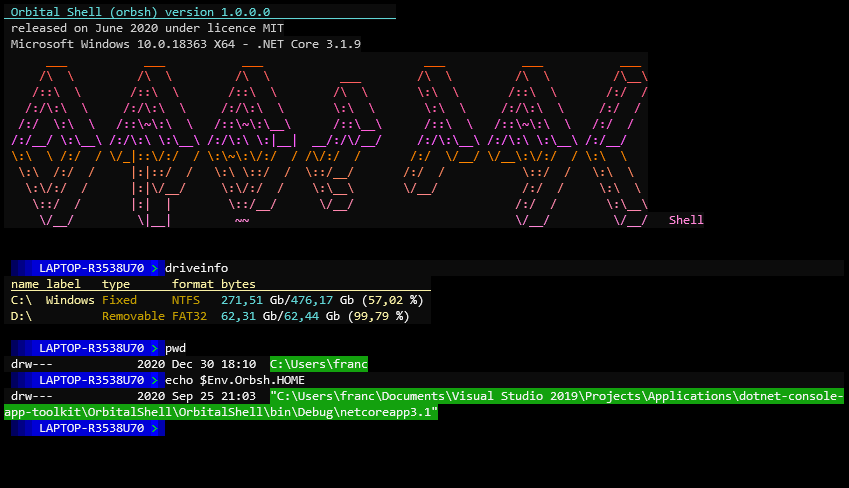 Orbital Shell (orbsh) version 1.0.0.0
released on June 2020 under licence MIT
Microsoft Windows 10.0.18363 X64 - .NET Core 3.1.9
Shell
LAPTOP-R3538U70 > driveinfo
name label type format bytes
C:\ Windows Fixed NTFS 271,51 Gb/476,17 Gb (57,02 %)
D:\ Removable FAT32 62,31 Gb/62,44 Gb (99,79 %)
LAPTOP-R3538U70 > pwd
drw--- 2020 Dec 30 18:10 C:\Users\franc
LAPTOP-R3538U70 > echo $Env.Orbsh.HOME
drw--- 2020 Sep 25 21:03 "C:\Users\franc\Documents\Visual Studio 2019\Projects\Applications\dotnet-console-
app-toolkit\OrbitalShell\OrbitalShell\bin\Debug\netcoreapp3.1"
LAPTOP-R3538U70 >